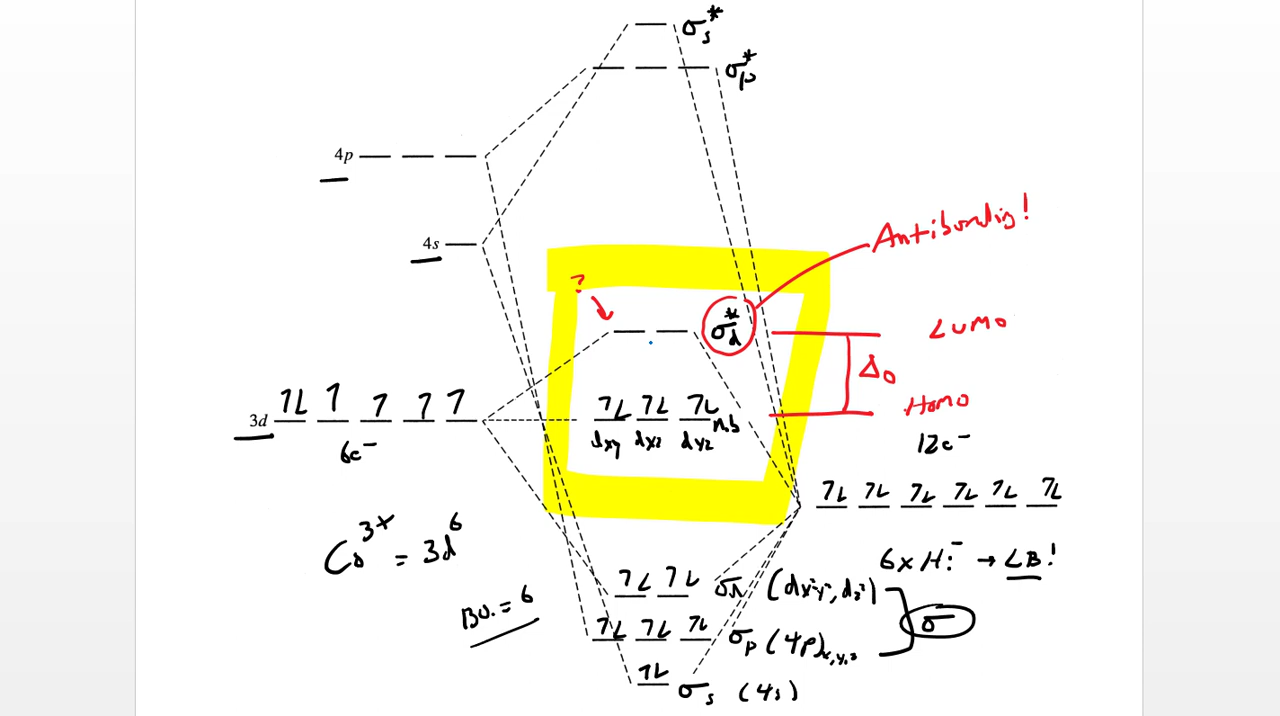 σs*
σp*
4p
4s
Antibonding!
?
σd*
LUMO
Δo
HOMO
3d
6e-
n.b
dxy dxz dyz
12e-
Co3+ = 3d6
6 x H:- → LB!
B.O. = 6
σd (dx2-y2, dz2)
σ
σp (4p)x,y,z
σs (4s)